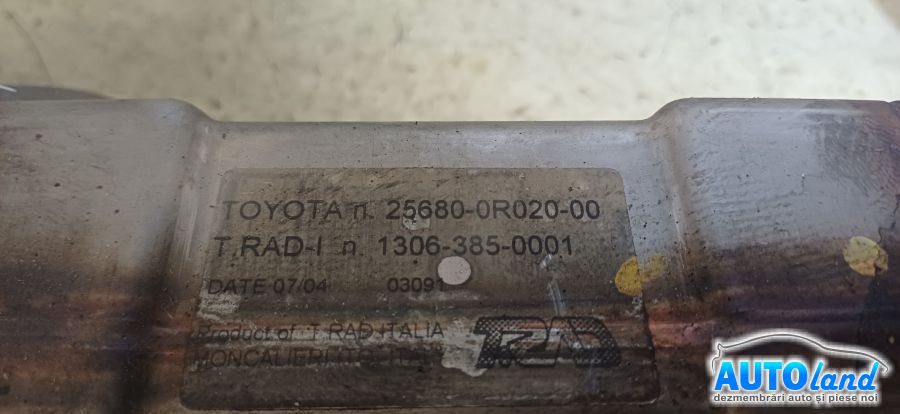 TOYOTA n. 25680-0R020-00
T.RAD-I n. 1306-385-0001
DATE 07/04 03091
Product of T.RAD ITALIA
TRAD
AUTOland
dezmembrări auto și piese noi